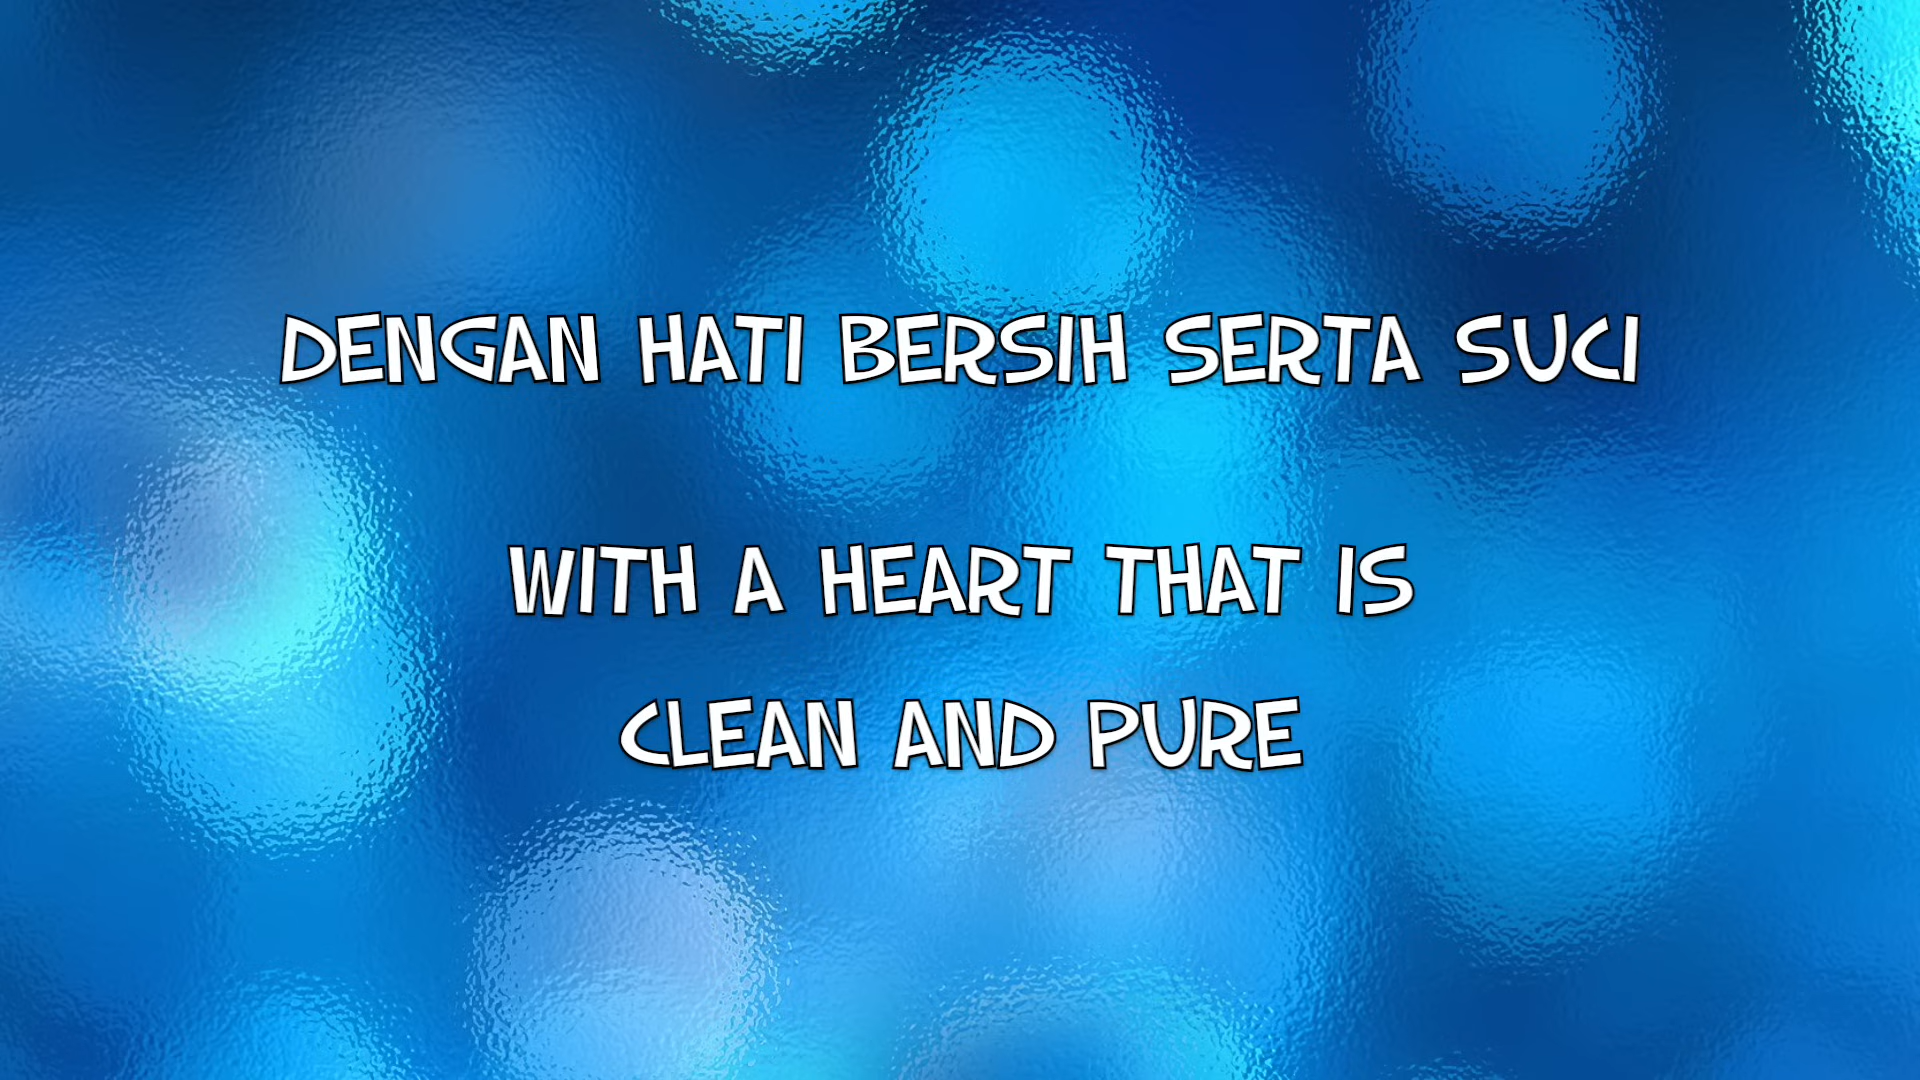 DENGAN HATI BERSIH SERTA SUCI
WITH A HEART THAT IS
CLEAN AND PURE